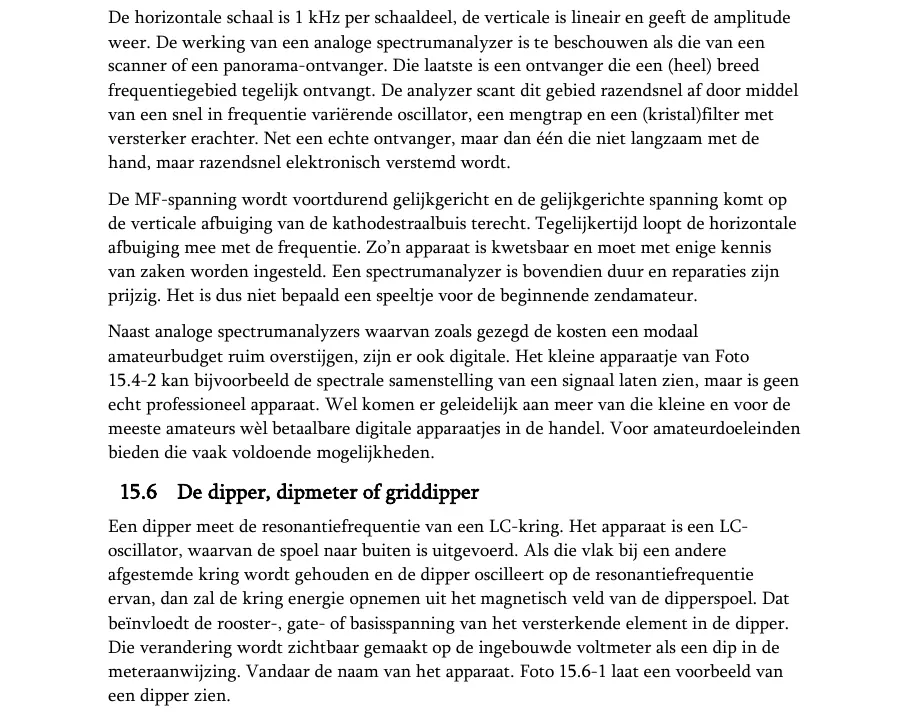 De horizontale schaal is 1 kHz per schaaldeel, de verticale is lineair en geeft de amplitude
weer. De werking van een analoge spectrumanalyzer is te beschouwen als die van een
scanner of een panorama-ontvanger. Die laatste is een ontvanger die een (heel) breed
frequentiegebied tegelijk ontvangt. De analyzer scant dit gebied razendsnel af door middel
van een snel in frequentie variërende oscillator, een mengtrap en een (kristal)filter met
versterker erachter. Net een echte ontvanger, maar dan één die niet langzaam met de
hand, maar razendsnel elektronisch verstemd wordt.
De MF-spanning wordt voortdurend gelijkgericht en de gelijkgerichte spanning komt op
de verticale afbuiging van de kathodestraalbuis terecht. Tegelijkertijd loopt de horizontale
afbuiging mee met de frequentie. Zo’n apparaat is kwetsbaar en moet met enige kennis
van zaken worden ingesteld. Een spectrumanalyzer is bovendien duur en reparaties zijn
prijzig. Het is dus niet bepaald een speeltje voor de beginnende zendamateur.
Naast analoge spectrumanalyzers waarvan zoals gezegd de kosten een modaal
amateurbudget ruim overstijgen, zijn er ook digitale. Het kleine apparaatje van Foto
15.4-2 kan bijvoorbeeld de spectrale samenstelling van een signaal laten zien, maar is geen
echt professioneel apparaat. Wel komen er geleidelijk aan meer van die kleine en voor de
meeste amateurs wèl betaalbare digitale apparaatjes in de handel. Voor amateurdoeleinden
bieden die vaak voldoende mogelijkheden.
15.6 De dipper, dipmeter of griddipper
Een dipper meet de resonantiefrequentie van een LC-kring. Het apparaat is een LC-
oscillator, waarvan de spoel naar buiten is uitgevoerd. Als die vlak bij een andere
afgestemde kring wordt gehouden en de dipper oscilleert op de resonantiefrequentie
ervan, dan zal de kring energie opnemen uit het magnetisch veld van de dipperspoel. Dat
beïnvloedt de rooster-, gate- of basisspanning van het versterkende element in de dipper.
Die verandering wordt zichtbaar gemaakt op de ingebouwde voltmeter als een dip in de
meteraanwijzing. Vandaar de naam van het apparaat. Foto 15.6-1 laat een voorbeeld van
een dipper zien.